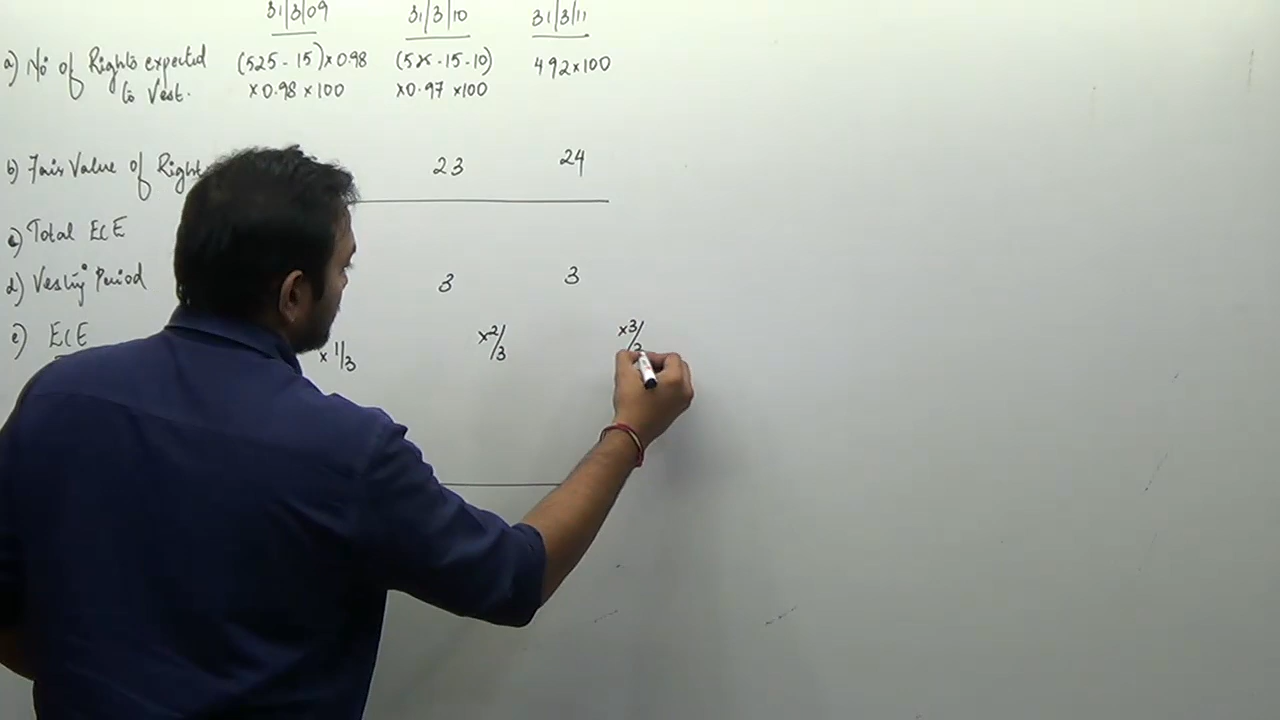 31/3/09 31/3/10 31/3/11
a) No of Rights expected (525-15)×0.98 (525-15-10) 492×100
to Vest. ×0.98×100 ×0.97×100
b) Fair Value of Right 23 24
c) Total ECE
d) Vesting Period 3 3
e) ECE ×1/3 ×2/3 ×3/3